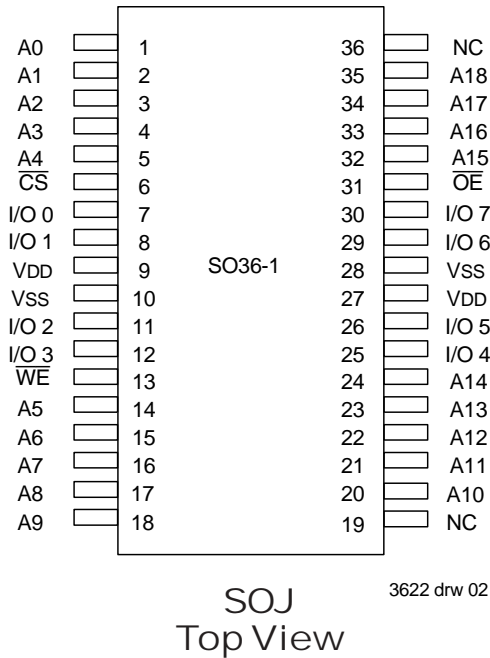 A0 1 36 NC
A1 2 35 A18
A2 3 34 A17
A3 4 33 A16
A4 5 32 A15
C̅S̅ 6 31 O̅E̅
I/O 0 7 30 I/O 7
I/O 1 8 29 I/O 6
VDD 9 SO36-1 28 VSS
VSS 10 27 VDD
I/O 2 11 26 I/O 5
I/O 3 12 25 I/O 4
W̅E̅ 13 24 A14
A5 14 23 A13
A6 15 22 A12
A7 16 21 A11
A8 17 20 A10
A9 18 19 NC
3622 drw 02
SOJ
Top View